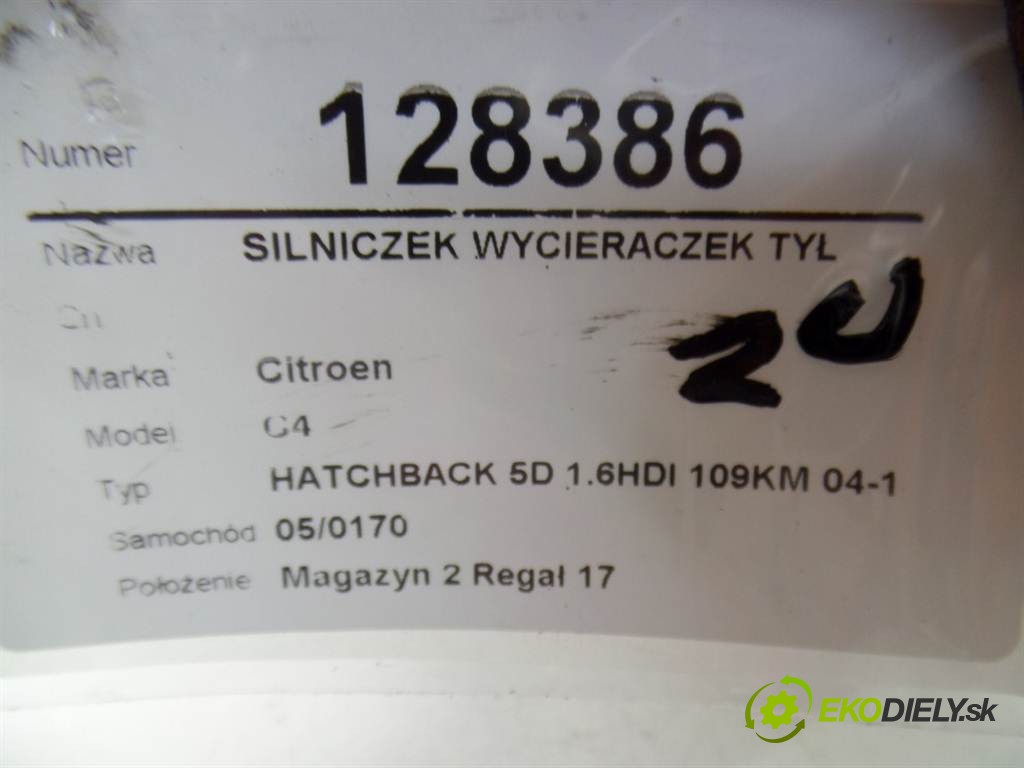 Numer 128386
Nazwa SILNICZEK WYCIERACZEK TYŁ
Marka Citroen
Model C4
Typ HATCHBACK 5D 1.6HDI 109KM 04-1
Samochód 05/0170
Położenie Magazyn 2 Regał 17
EKODIELY.sk